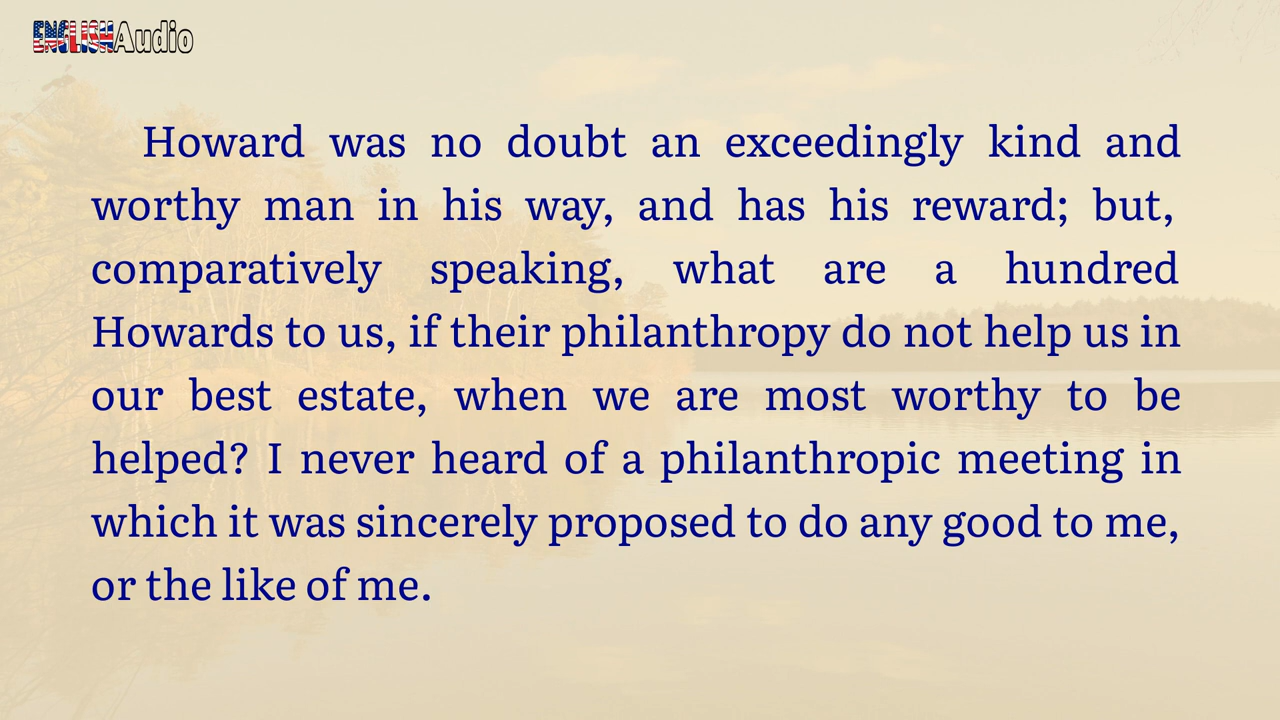 ENGLISHAudio
Howard was no doubt an exceedingly kind and
worthy man in his way, and has his reward; but,
comparatively speaking, what are a hundred
Howards to us, if their philanthropy do not help us in
our best estate, when we are most worthy to be
helped? I never heard of a philanthropic meeting in
which it was sincerely proposed to do any good to me,
or the like of me.